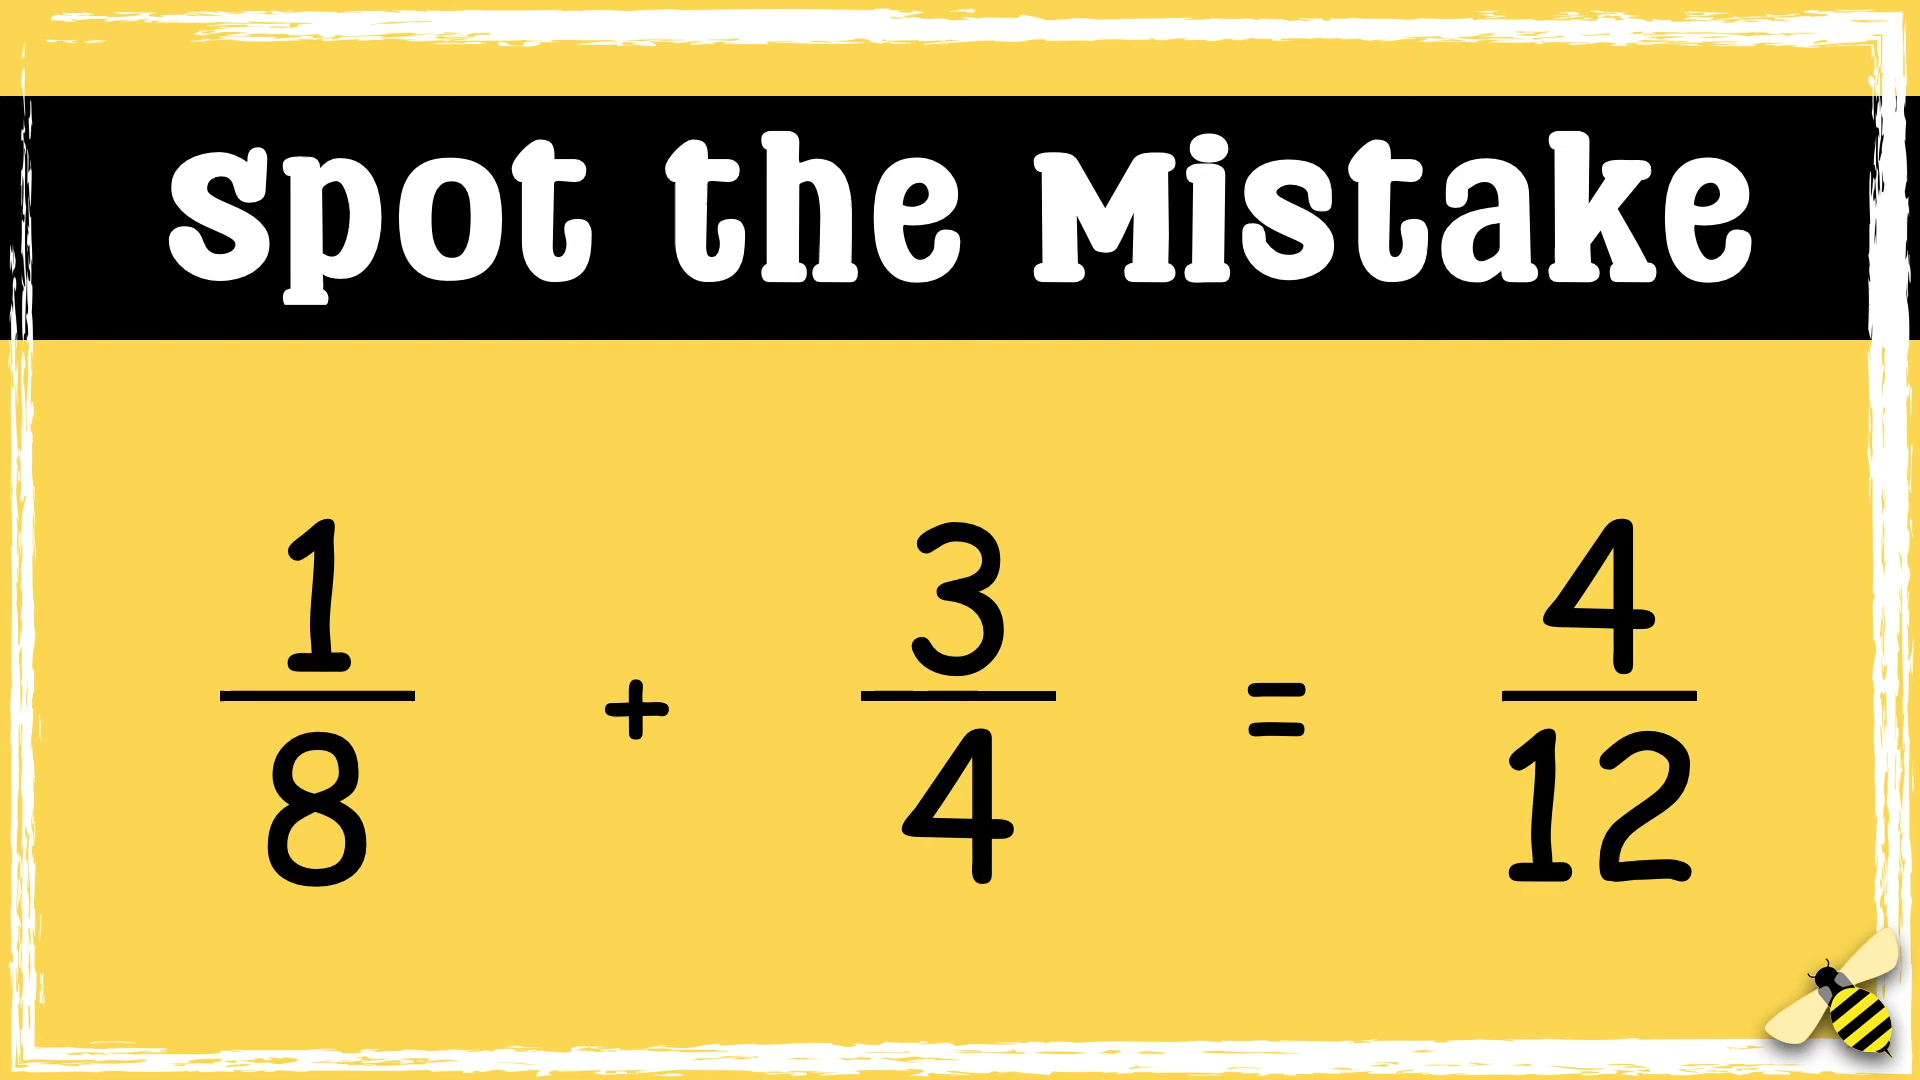 Spot the Mistake
1/8 + 3/4 = 4/12